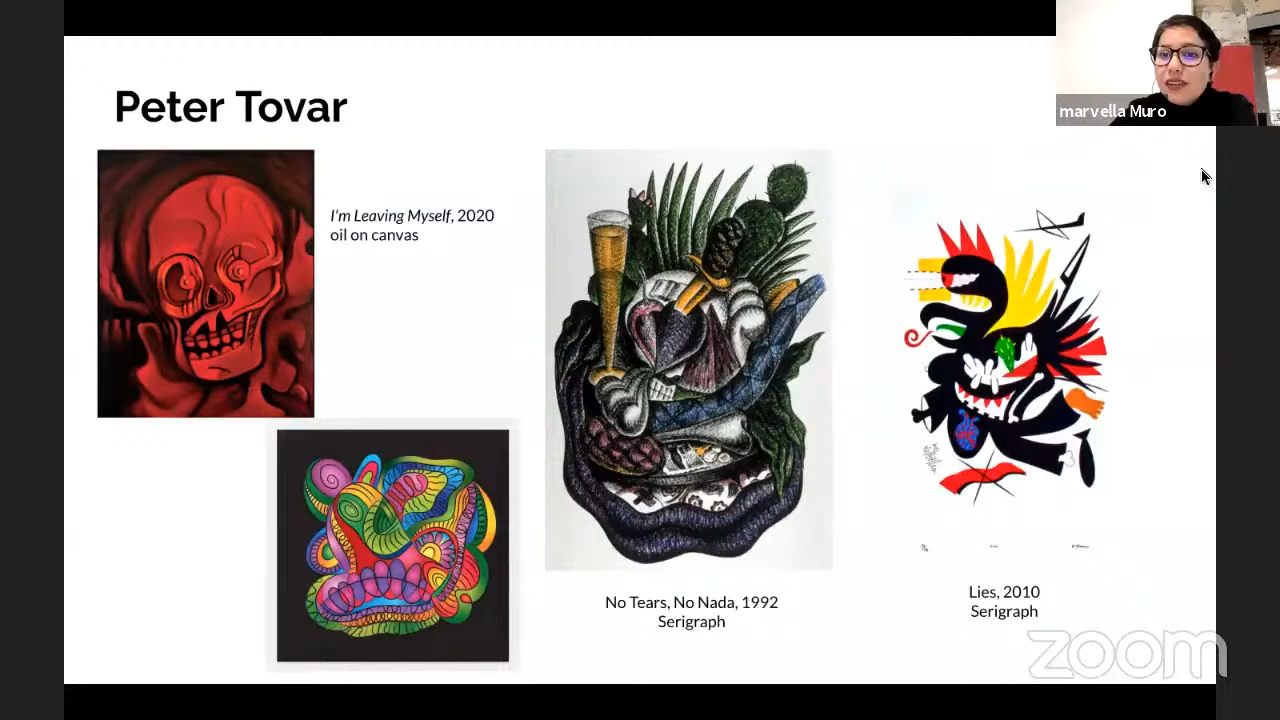 Peter Tovar
marvella Muro
I'm Leaving Myself, 2020
oil on canvas
No Tears, No Nada, 1992
Serigraph
Lies, 2010
Serigraph
zoom